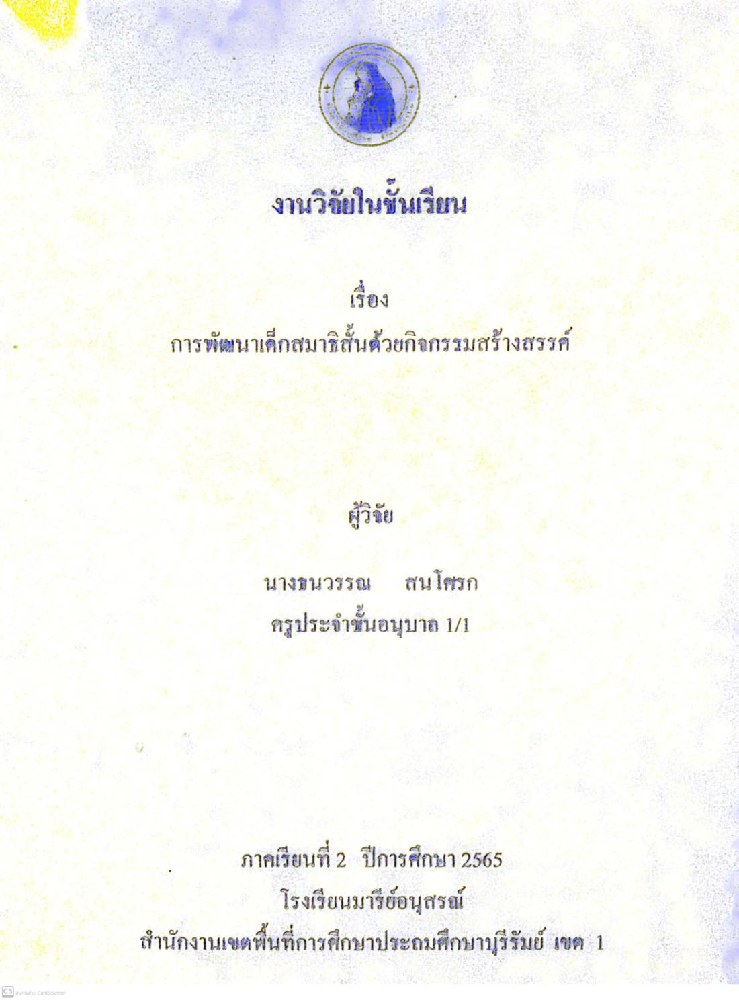 งานวิจัยในชั้นเรียน
เรื่อง
การพัฒนาเด็กสมาธิสั้นด้วยกิจกรรมสร้างสรรค์
ผู้วิจัย
นางธนวรรณ สนโศรก
ครูประจำชั้นอนุบาล 1/1
ภาคเรียนที่ 2 ปีการศึกษา 2565
โรงเรียนมารีย์อนุสรณ์
สำนักงานเขตพื้นที่การศึกษาประถมศึกษาบุรีรัมย์ เขต 1
CS สแกนด้วย CamScanner